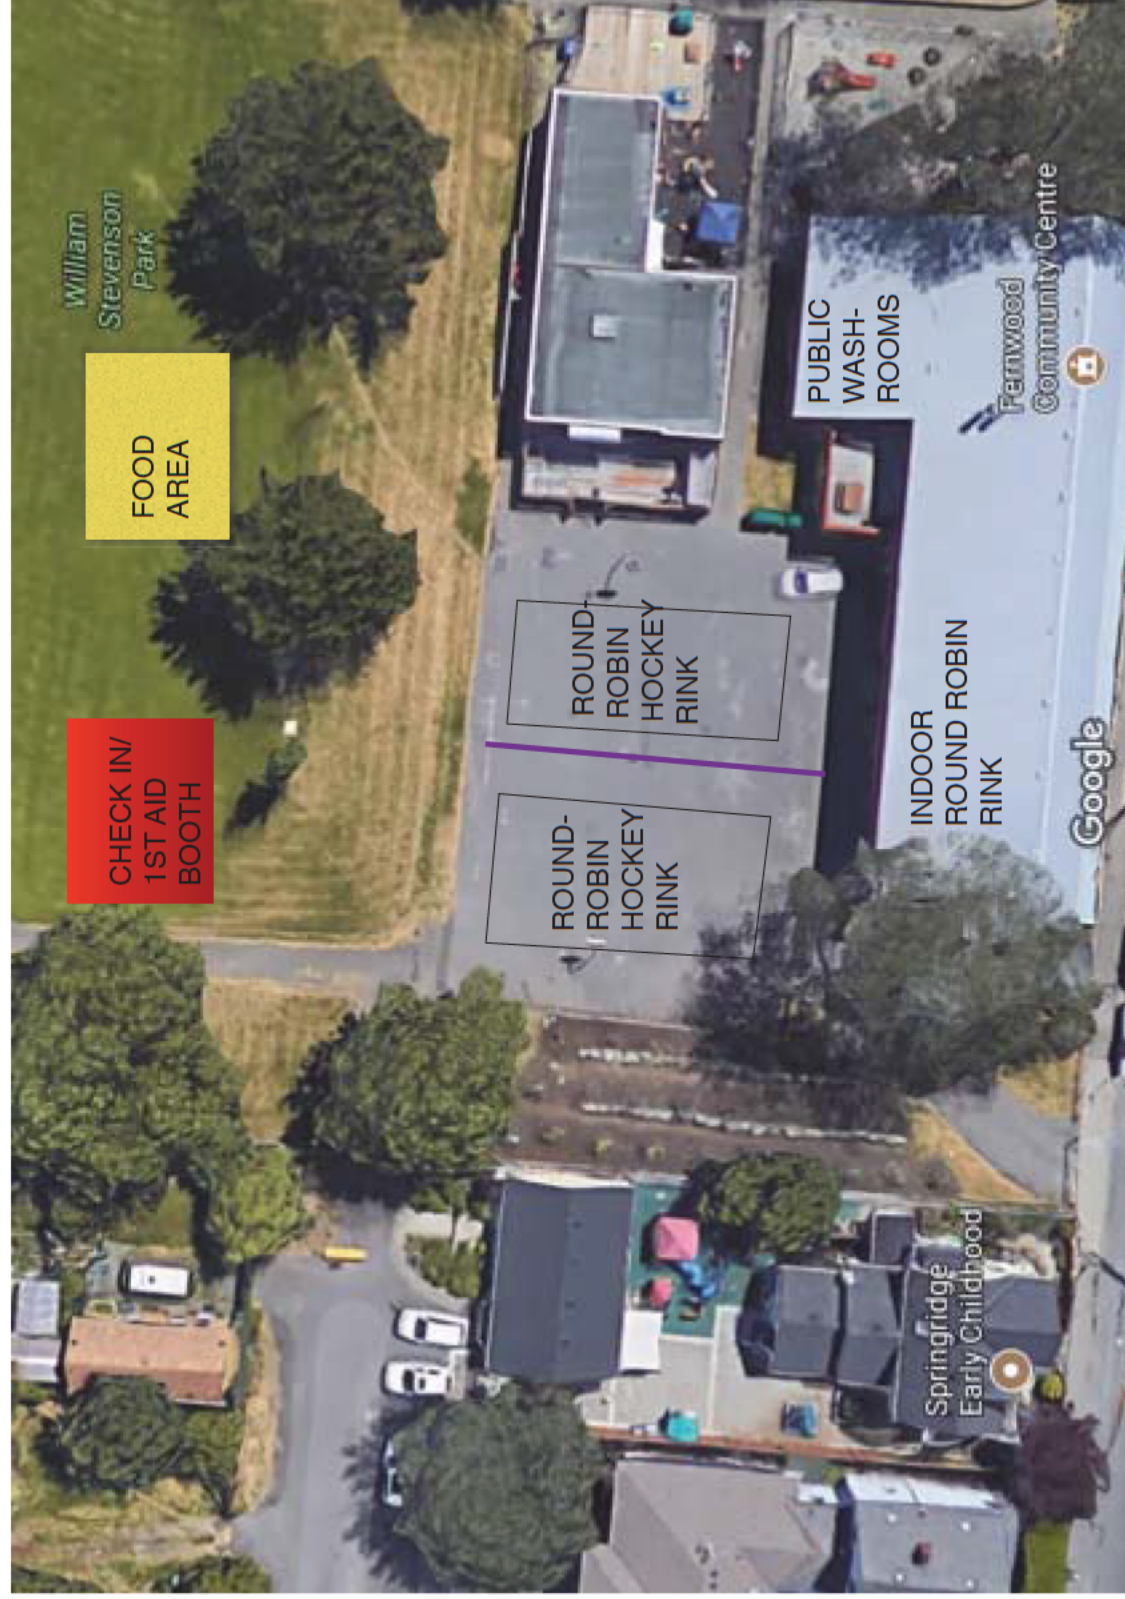 William
Stevenson
Park
CHECK IN/
1ST AID
BOOTH
FOOD
AREA
ROUND-
ROBIN
HOCKEY
RINK
ROUND-
ROBIN
HOCKEY
RINK
PUBLIC
WASH-
ROOMS
INDOOR
ROUND ROBIN
RINK
Fernwood
Community Centre
Springridge
Early Childhood
Google